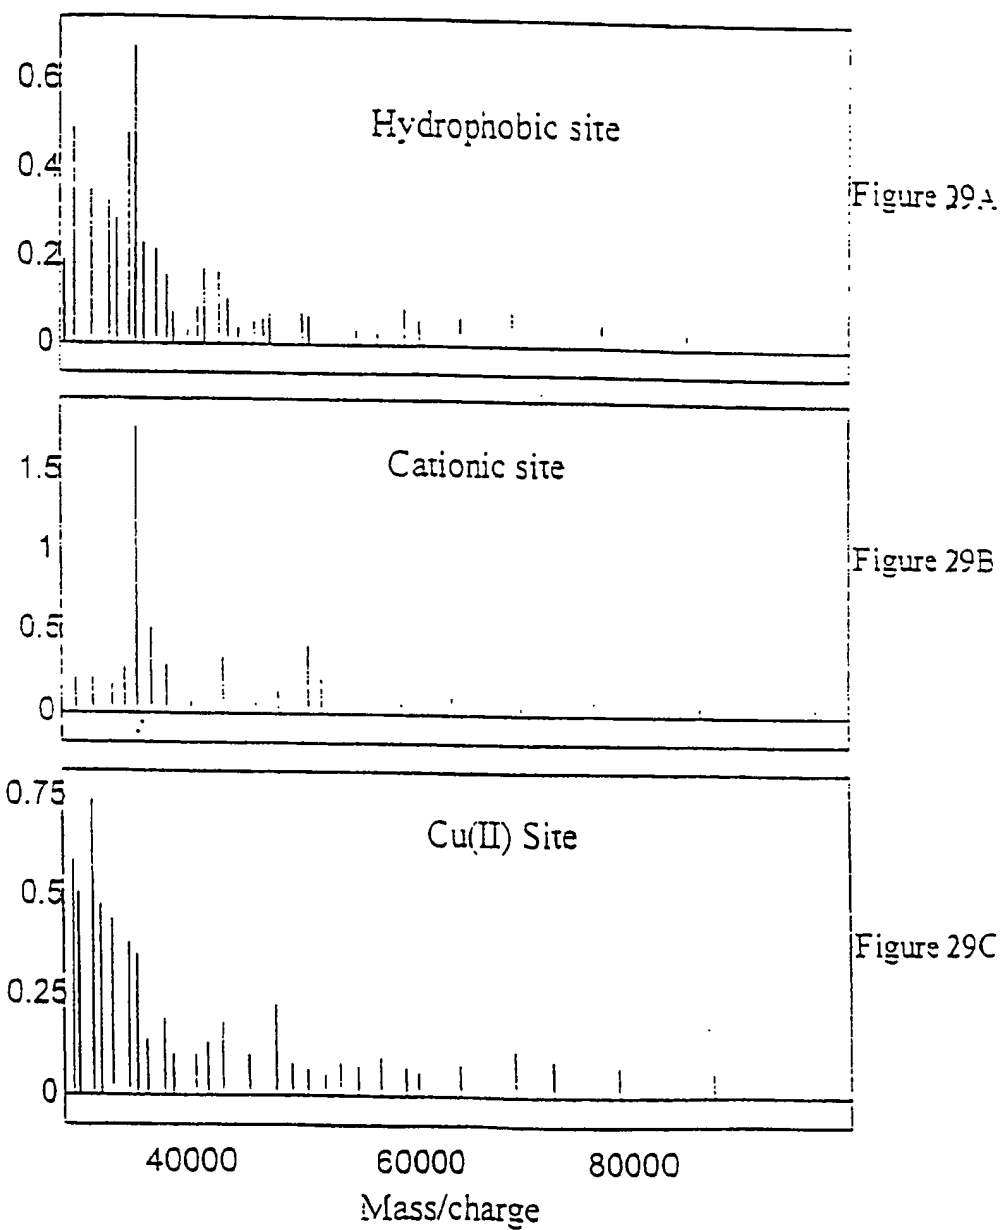 0.6
0.4
0.2
0
Hydrophobic site
Figure 29A
1.5
1
0.5
0
Cationic site
Figure 29B
0.75
0.5
0.25
0
Cu(II) Site
Figure 29C
40000
60000
80000
Mass/charge